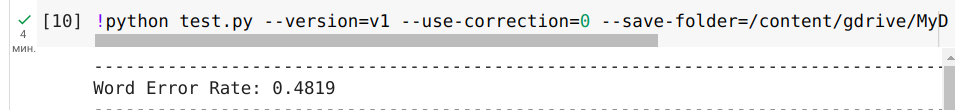 [10] !python test.py --version=v1 --use-correction=0 --save-folder=/content/gdrive/MyD
4
мин.
--------------------------------------------------------------------------------
Word Error Rate: 0.4819
--------------------------------------------------------------------------------